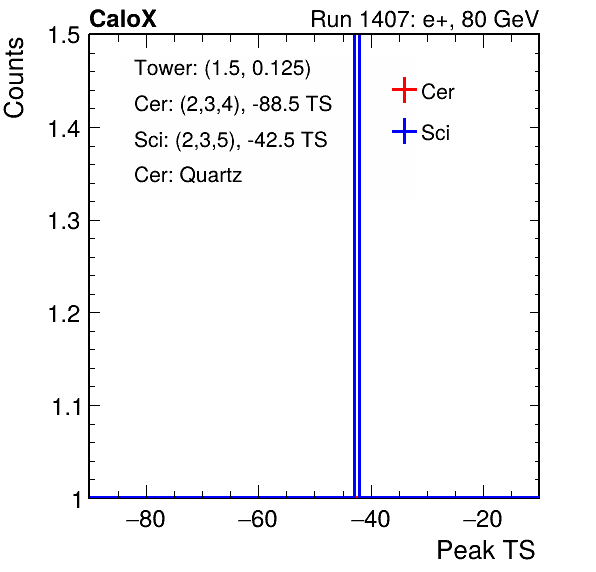 CaloX Run 1407: e+, 80 GeV
Counts
1.5
1.4
1.3
1.2
1.1
1
Tower: (1.5, 0.125)
Cer: (2,3,4), -88.5 TS
Sci: (2,3,5), -42.5 TS
Cer: Quartz
Cer
Sci
−80 −60 −40 −20
Peak TS